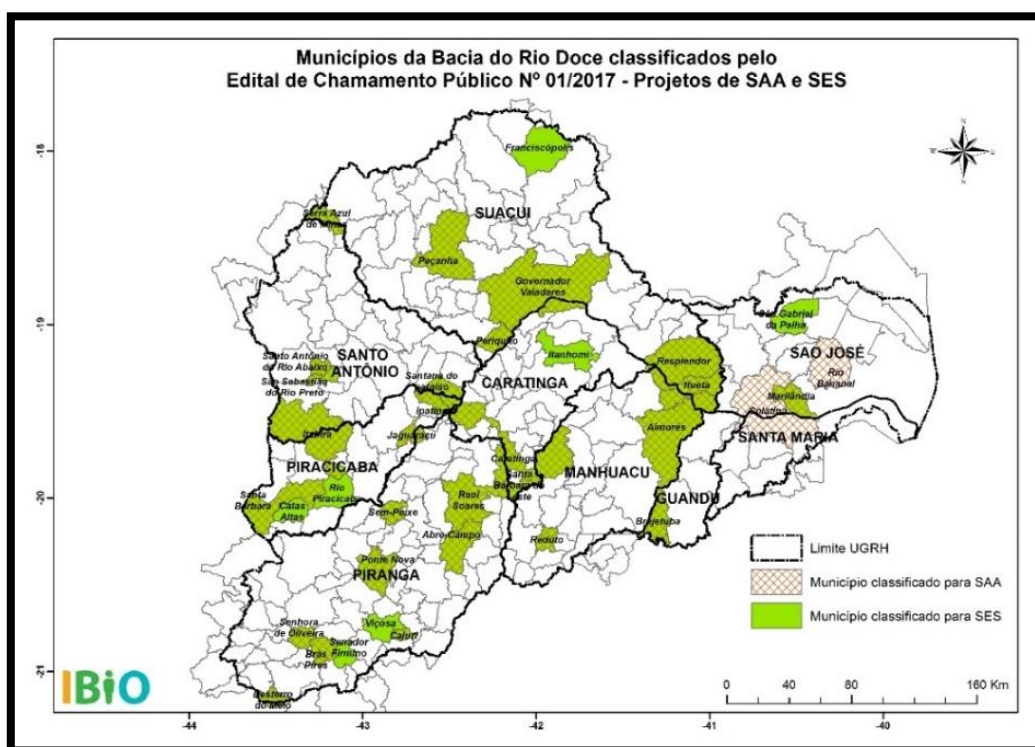 Municípios da Bacia do Rio Doce classificados pelo
Edital de Chamamento Público Nº 01/2017 - Projetos de SAA e SES
-18
Franciscópolis
Serra Azul
de Minas
SUAÇUI
Peçanha
Governador
Valadares
-19
São Gabriel
da Palha
Periquito
Itanhomi
Santo Antônio
do Rio Abaixo
SANTO
ANTÔNIO
São Sebastião
do Rio Preto
Santana do
Paraíso
CARATINGA
Resplendor
Itueta
SÃO JOSÉ
Rio
Bananal
Marilândia
Colatina
Ipatinga
Itabira
Jaguaraçu
Aimorés
SANTA MARIA
PIRACICABA
Caratinga
Santa
Bárbara do
Leste
MANHUACU
Santa
Bárbara
Rio
Piracicaba
Catas
Altas
-20
Raul
Soares
GUANDU
Sem-Peixe
Abre-Campo
Reduto
Brejetuba
Ponte Nova
PIRANGA
Limite UGRH
Município classificado para SAA
Município classificado para SES
Viçosa
Cajuri
Senhora
de Oliveira
Brás
Pires
Senador
Firmino
Desterro
do Melo
-21
IBiO
0 40 80 160 Km
-44 -43 -42 -41 -40